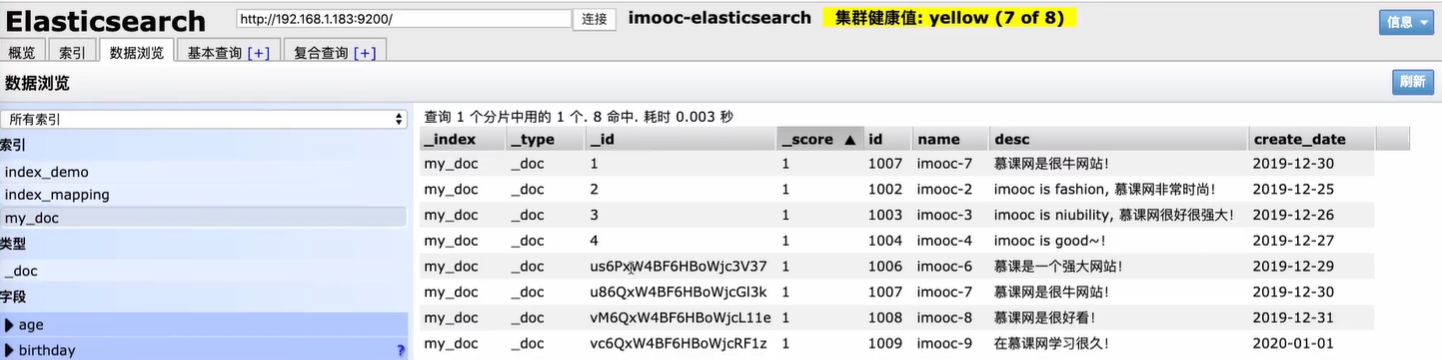 Elasticsearch http://192.168.1.183:9200/ 连接 imooc-elasticsearch 集群健康值: yellow (7 of 8) 信息
概览 索引 数据浏览 基本查询 [+] 复合查询 [+]
数据浏览 刷新
所有索引
索引
index_demo
index_mapping
my_doc
类型
_doc
字段
age
birthday ?
查询 1 个分片中用的 1 个. 8 命中. 耗时 0.003 秒
_index _type _id _score ▲ id name desc create_date
my_doc _doc 1 1 1007 imooc-7 慕课网是很牛网站! 2019-12-30
my_doc _doc 2 1 1002 imooc-2 imooc is fashion, 慕课网非常时尚! 2019-12-25
my_doc _doc 3 1 1003 imooc-3 imooc is niubility, 慕课网很好很强大! 2019-12-26
my_doc _doc 4 1 1004 imooc-4 imooc is good~! 2019-12-27
my_doc _doc us6PxW4BF6HBoWjc3V37 1 1006 imooc-6 慕课是一个强大网站! 2019-12-29
my_doc _doc u86QxW4BF6HBoWjcGl3k 1 1007 imooc-7 慕课网是很牛网站! 2019-12-30
my_doc _doc vM6QxW4BF6HBoWjcL11e 1 1008 imooc-8 慕课网是很好看! 2019-12-31
my_doc _doc vc6QxW4BF6HBoWjcRF1z 1 1009 imooc-9 在慕课网学习很久! 2020-01-01